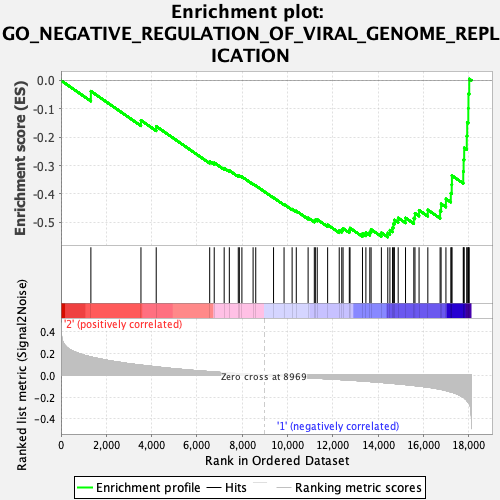 Enrichment plot:
GO_NEGATIVE_REGULATION_OF_VIRAL_GENOME_REPL
ICATION
Enrichment score (ES)
0.0
-0.1
-0.2
-0.3
-0.4
-0.5
'2' (positively correlated)
Ranked list metric (Signal2Noise)
0.4
0.2
0.0
-0.2
-0.4
Zero cross at 8969
'1' (negatively correlated)
0 2,000 4,000 6,000 8,000 10,000 12,000 14,000 16,000 18,000
Rank in Ordered Dataset
Enrichment profile Hits Ranking metric scores